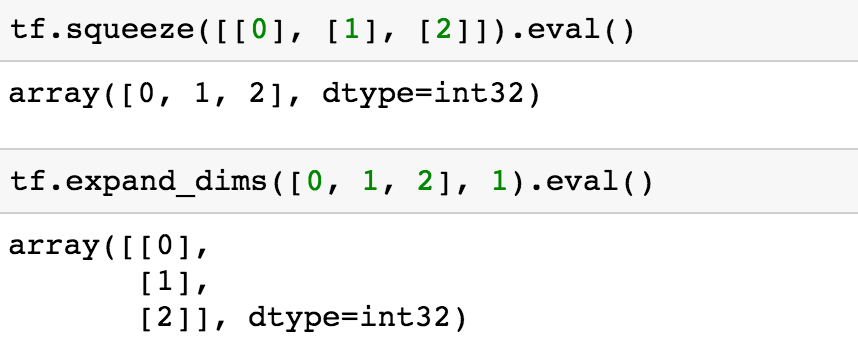 tf.squeeze([[0], [1], [2]]).eval()
array([0, 1, 2], dtype=int32)
tf.expand_dims([0, 1, 2], 1).eval()
array([[0],
       [1],
       [2]], dtype=int32)